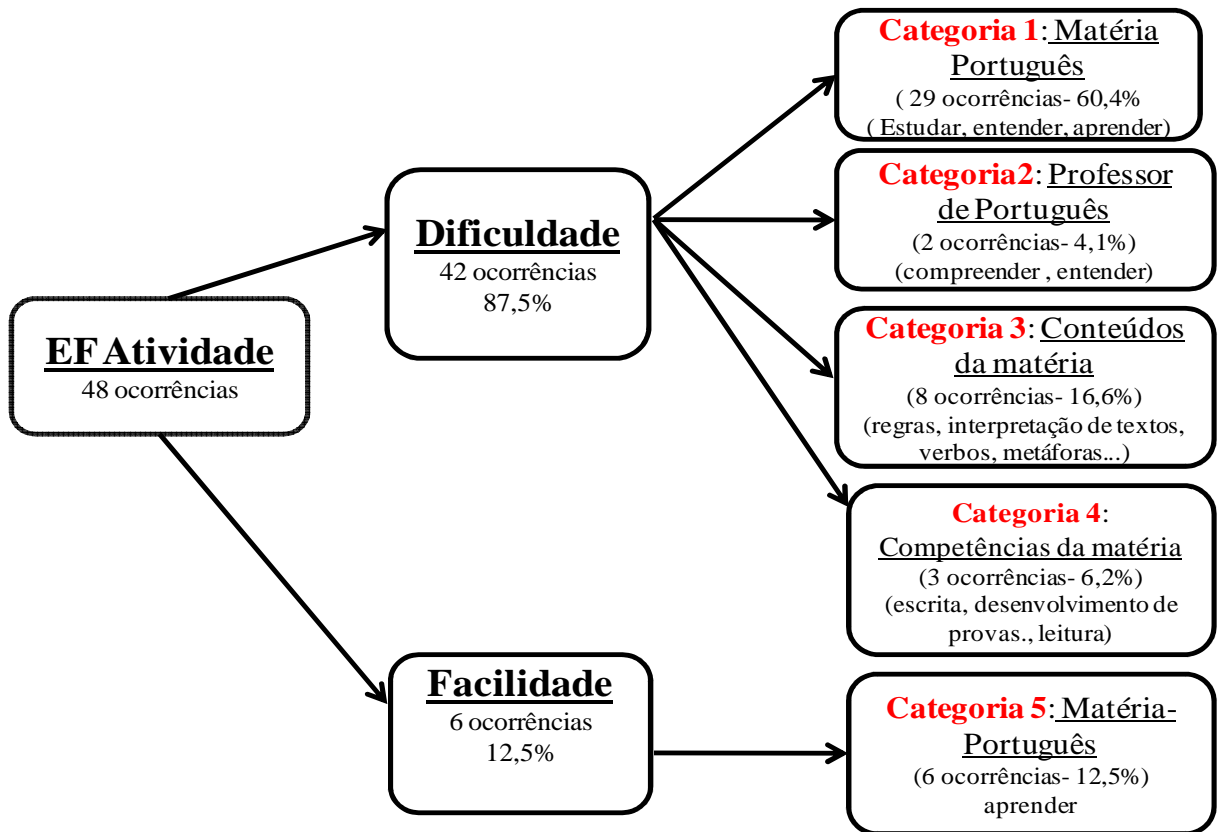 EF Atividade
48 ocorrências
Dificuldade
42 ocorrências
87,5%
Facilidade
6 ocorrências
12,5%
Categoria 1: Matéria
Português
( 29 ocorrências- 60,4%
( Estudar, entender, aprender)
Categoria2: Professor
de Português
(2 ocorrências- 4,1%)
(compreender , entender)
Categoria 3: Conteúdos
da matéria
(8 ocorrências- 16,6%)
(regras, interpretação de textos,
verbos, metáforas...)
Categoria 4:
Competências da matéria
(3 ocorrências- 6,2%)
(escrita, desenvolvimento de
provas., leitura)
Categoria 5: Matéria-
Português
(6 ocorrências- 12,5%)
aprender